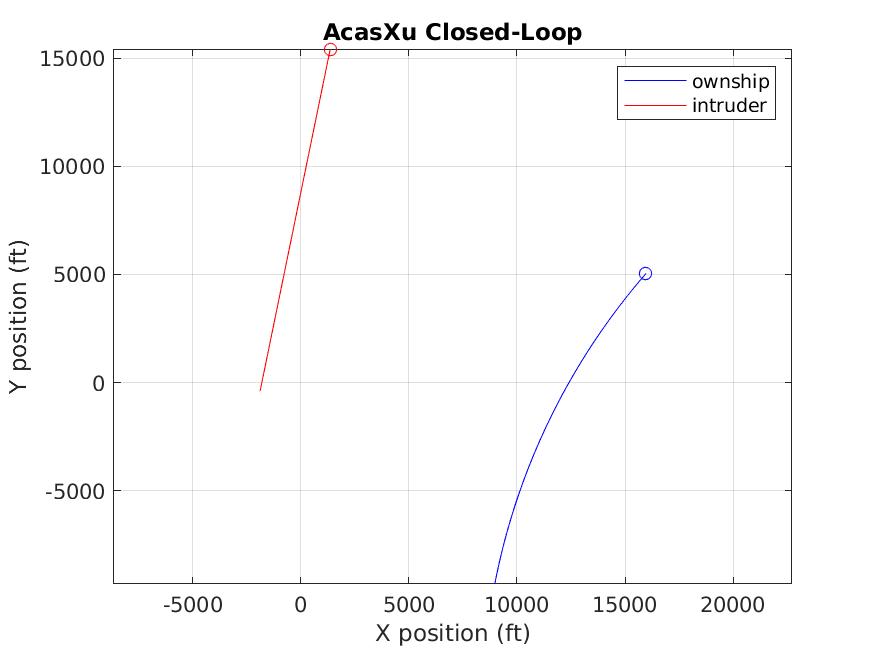 AcasXu Closed-Loop
ownship
intruder
15000
10000
5000
0
-5000
Y position (ft)
-5000
0
5000
10000
15000
20000
X position (ft)